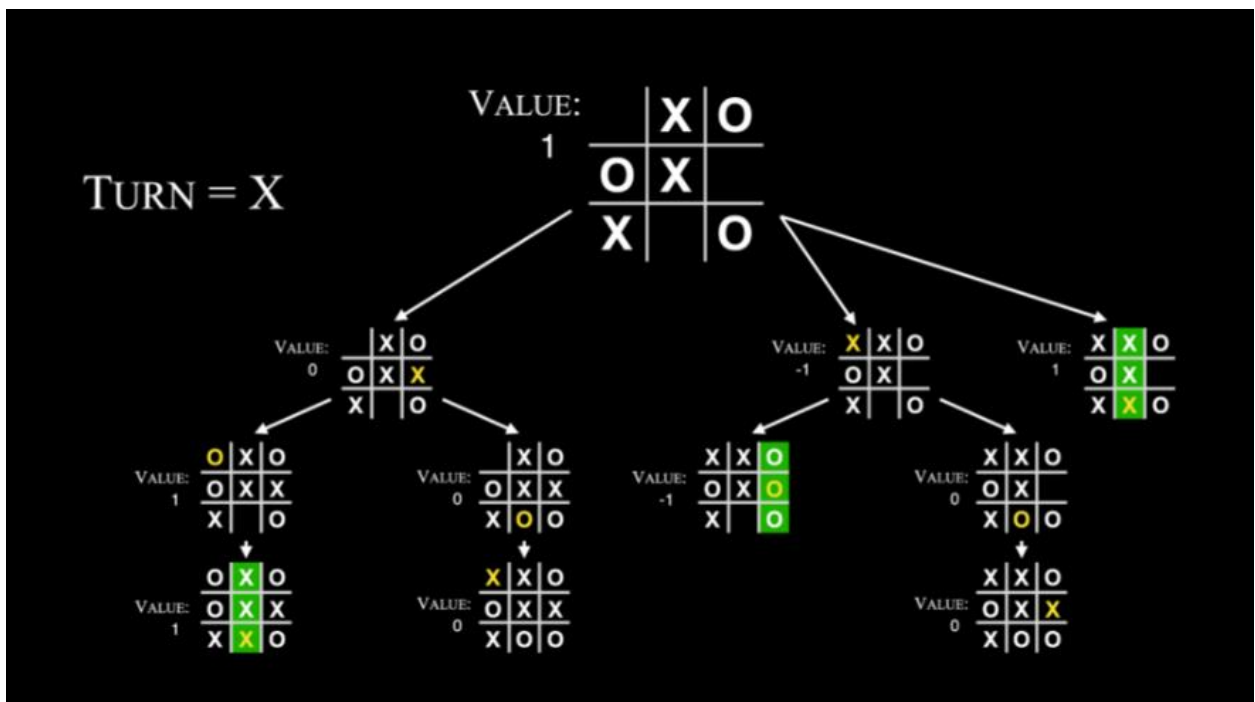 VALUE:
1
X O
O X
X O
TURN = X
VALUE:
0
X O
O X X
X O
VALUE:
-1
X X O
O X
X O
VALUE:
1
X X O
O X
X X O
VALUE:
1
O X O
O X X
X O
VALUE:
0
X O
O X X
X O O
VALUE:
-1
X X O
O X O
X O
VALUE:
0
X X O
O X
X O O
VALUE:
1
O X O
O X X
X X O
VALUE:
0
X X O
O X X
X O O
VALUE:
0
X X O
O X X
X O O